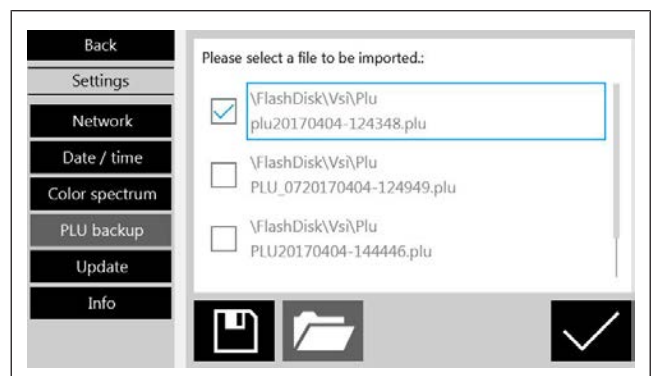 Back
Settings
Network
Date / time
Color spectrum
PLU backup
Update
Info
Please select a file to be imported.:
\FlashDisk\Vsi\Plu
plu20170404-124348.plu
\FlashDisk\Vsi\Plu
PLU_0720170404-124949.plu
\FlashDisk\Vsi\Plu
PLU20170404-144446.plu